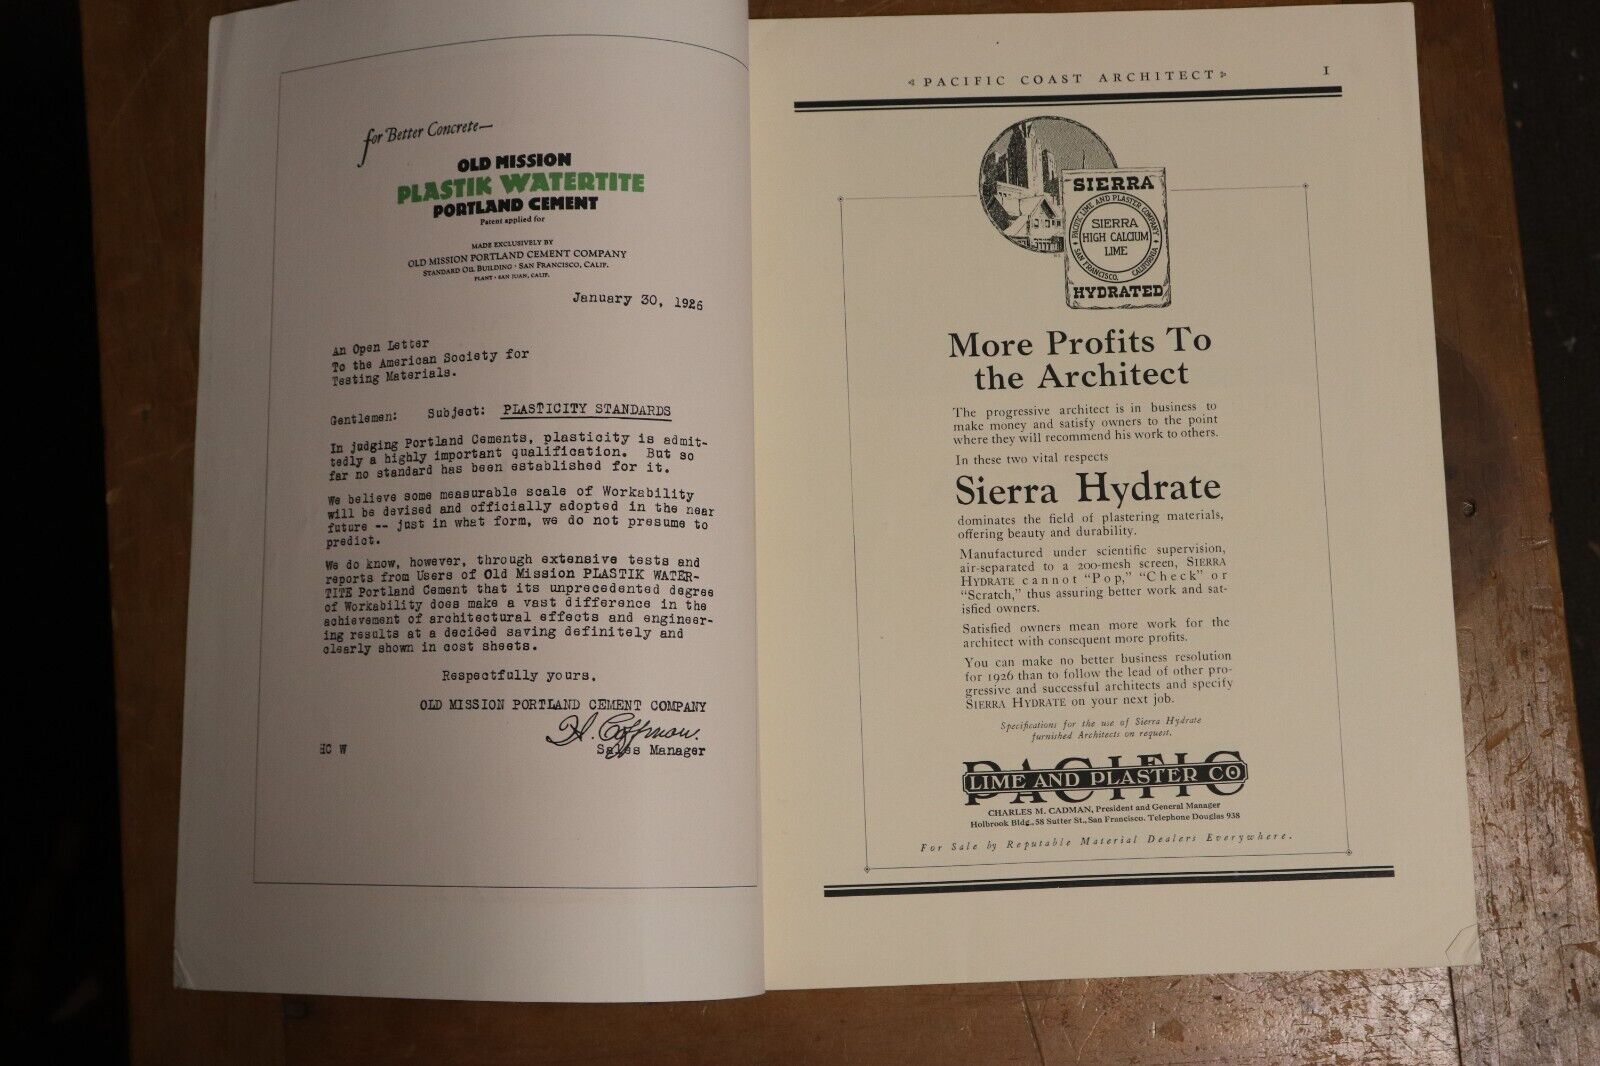 for Better Concrete—
OLD MISSION
PLASTIK WATERTITE
PORTLAND CEMENT
Patent applied for
MADE EXCLUSIVELY BY
OLD MISSION PORTLAND CEMENT COMPANY
STANDARD OIL BUILDING · SAN FRANCISCO, CALIF.
PLANT · SAN JUAN, CALIF.
January 30, 1926
An Open Letter
To the American Society for
Testing Materials.
Gentlemen: Subject: PLASTICITY STANDARDS
In judging Portland Cements, plasticity is admit-
tedly a highly important qualification. But so
far no standard has been established for it.
We believe some measurable scale of Workability
will be devised and officially adopted in the near
future -- just in what form, we do not presume to
predict.
We do know, however, through extensive tests and
reports from Users of Old Mission PLASTIK WATER-
TITE Portland Cement that its unprecedented degree
of Workability does make a vast difference in the
achievement of architectural effects and engineer-
ing results at a decided saving definitely and
clearly shown in cost sheets.
Respectfully yours,
OLD MISSION PORTLAND CEMENT COMPANY
H. Coffman.
HC W Sales Manager
PACIFIC COAST ARCHITECT 1
SIERRA
PACIFIC LIME AND PLASTER COMPANY
SIERRA
HIGH CALCIUM
LIME
SAN FRANCISCO, CALIFORNIA
HYDRATED
More Profits To
the Architect
The progressive architect is in business to
make money and satisfy owners to the point
where they will recommend his work to others.
In these two vital respects
Sierra Hydrate
dominates the field of plastering materials,
offering beauty and durability.
Manufactured under scientific supervision,
air-separated to a 200-mesh screen, SIERRA
HYDRATE cannot "Pop," "Check" or
"Scratch," thus assuring better work and sat-
isfied owners.
Satisfied owners mean more work for the
architect with consequent more profits.
You can make no better business resolution
for 1926 than to follow the lead of other pro-
gressive and successful architects and specify
SIERRA HYDRATE on your next job.
Specifications for the use of Sierra Hydrate
furnished Architects on request.
PACIFIC
LIME AND PLASTER CO
CHARLES M. CADMAN, President and General Manager
Holbrook Bldg., 58 Sutter St., San Francisco. Telephone Douglas 938
For Sale by Reputable Material Dealers Everywhere.